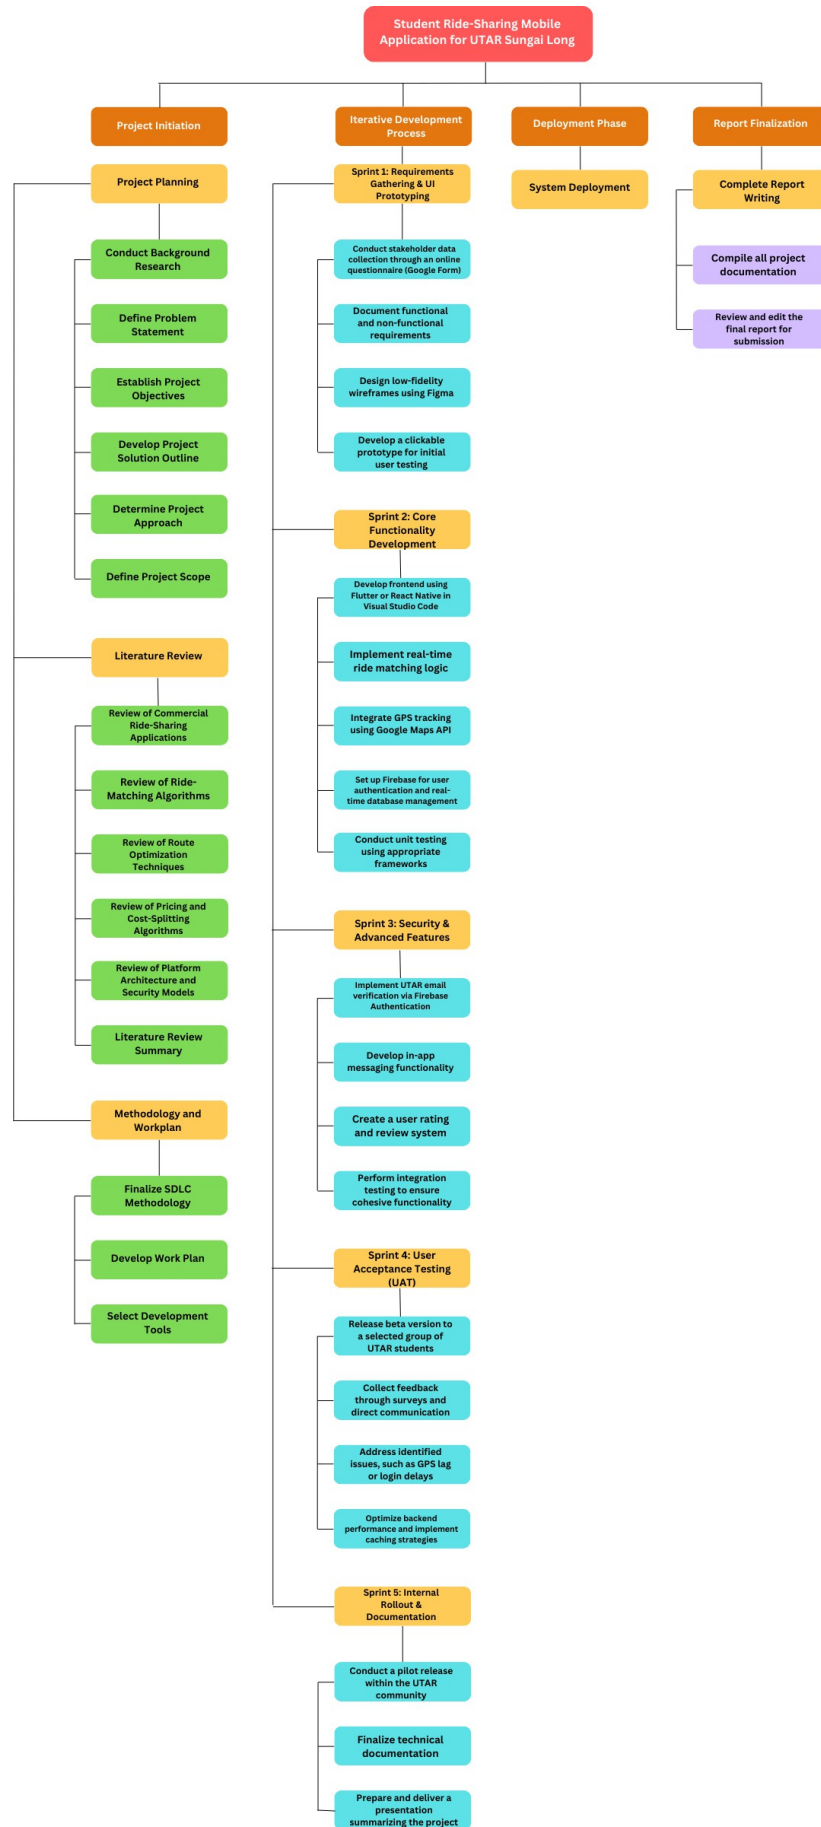 Student Ride-Sharing Mobile
Application for UTAR Sungai Long
Project Initiation
Project Planning
Conduct Background
Research
Define Problem
Statement
Establish Project
Objectives
Develop Project
Solution Outline
Determine Project
Approach
Define Project Scope
Literature Review
Review of Commercial
Ride-Sharing
Applications
Review of Ride-
Matching Algorithms
Review of Route
Optimization
Techniques
Review of Pricing and
Cost-Splitting
Algorithms
Review of Platform
Architecture and
Security Models
Literature Review
Summary
Methodology and
Workplan
Finalize SDLC
Methodology
Develop Work Plan
Select Development
Tools
Iterative Development
Process
Sprint 1: Requirements
Gathering & UI
Prototyping
Conduct stakeholder data
collection through an online
questionnaire (Google Form)
Document functional
and non-functional
requirements
Design low-fidelity
wireframes using Figma
Develop a clickable
prototype for initial
user testing
Sprint 2: Core
Functionality
Development
Develop frontend using
Flutter or React Native in
Visual Studio Code
Implement real-time
ride matching logic
Integrate GPS tracking
using Google Maps API
Set up Firebase for user
authentication and real-
time database management
Conduct unit testing
using appropriate
frameworks
Sprint 3: Security &
Advanced Features
Implement UTAR email
verification via Firebase
Authentication
Develop in-app
messaging functionality
Create a user rating
and review system
Perform integration
testing to ensure
cohesive functionality
Sprint 4: User
Acceptance Testing
(UAT)
Release beta version to
a selected group of
UTAR students
Collect feedback
through surveys and
direct communication
Address identified
issues, such as GPS lag
or login delays
Optimize backend
performance and implement
caching strategies
Sprint 5: Internal
Rollout &
Documentation
Conduct a pilot release
within the UTAR
community
Finalize technical
documentation
Prepare and deliver a
presentation
summarizing the project
Deployment Phase
System Deployment
Report Finalization
Complete Report
Writing
Compile all project
documentation
Review and edit the
final report for
submission